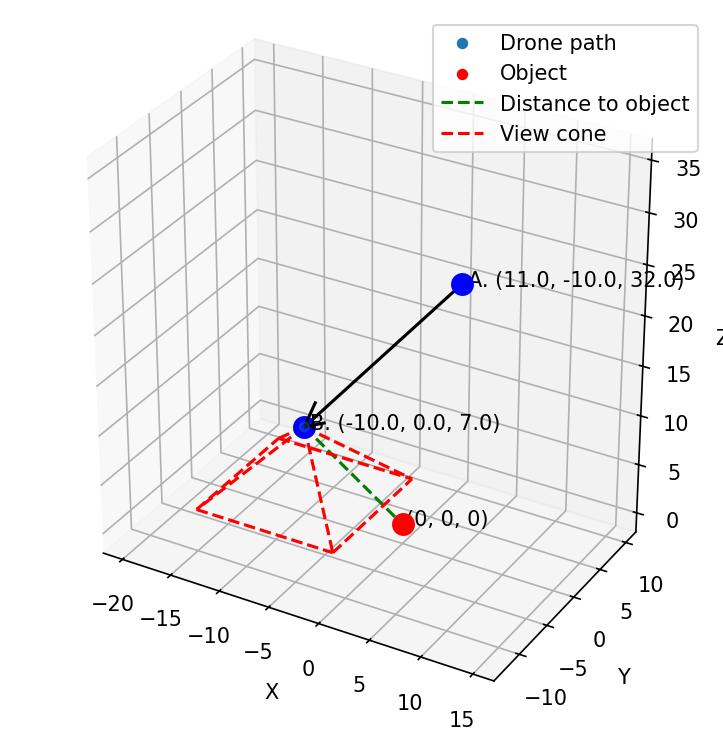 Drone path
Object
Distance to object
View cone
A. (11.0, -10.0, 32.0)
B. (-10.0, 0.0, 7.0)
(0, 0, 0)
35
30
25
20
15
10
5
0
Z
−20
−15
−10
−5
0
5
10
15
X
−10
−5
0
5
10
Y